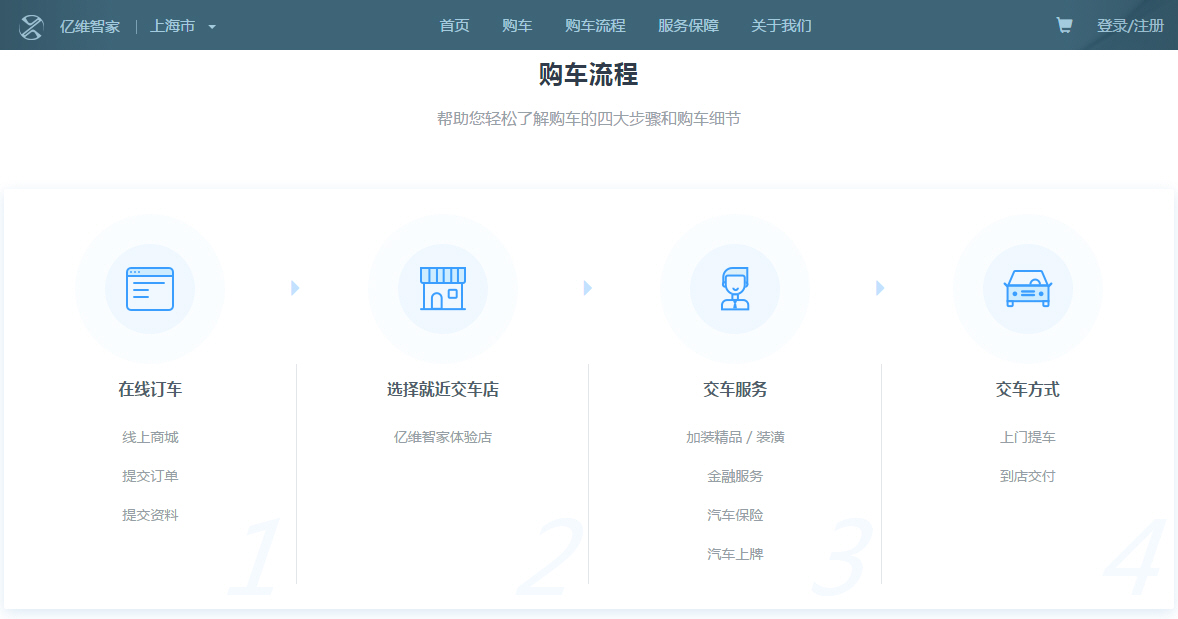 亿维智家 | 上海市 首页 购车 购车流程 服务保障 关于我们 登录/注册
购车流程
帮助您轻松了解购车的四大步骤和购车细节
在线订车
线上商城
提交订单
提交资料
1
选择就近交车店
亿维智家体验店
2
交车服务
加装精品 / 装潢
金融服务
汽车保险
汽车上牌
3
交车方式
上门提车
到店交付
4